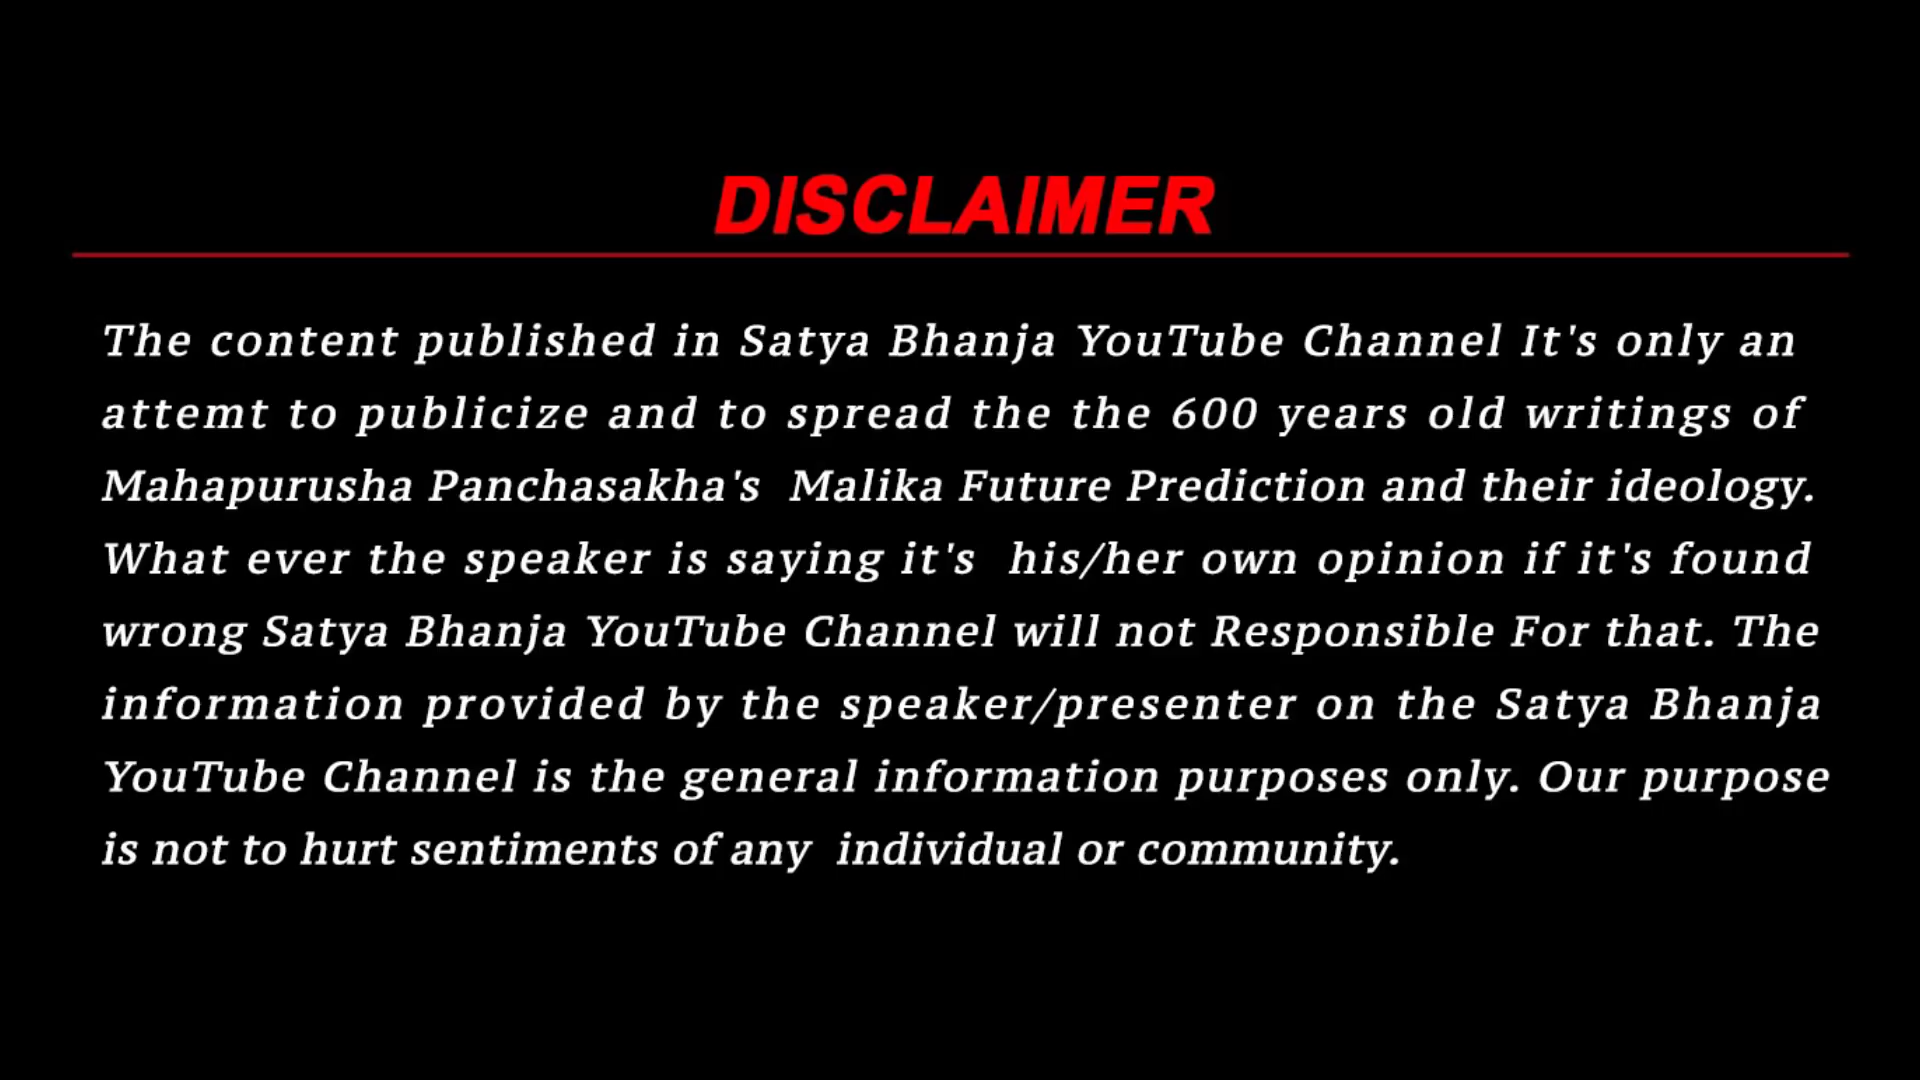 DISCLAIMER
The content published in Satya Bhanja YouTube Channel It's only an
attemt to publicize and to spread the the 600 years old writings of
Mahapurusha Panchasakha's  Malika Future Prediction and their ideology.
What ever the speaker is saying it's  his/her own opinion if it's found
wrong Satya Bhanja YouTube Channel will not Responsible For that. The
information provided by the speaker/presenter on the Satya Bhanja
YouTube Channel is the general information purposes only. Our purpose
is not to hurt sentiments of any  individual or community.